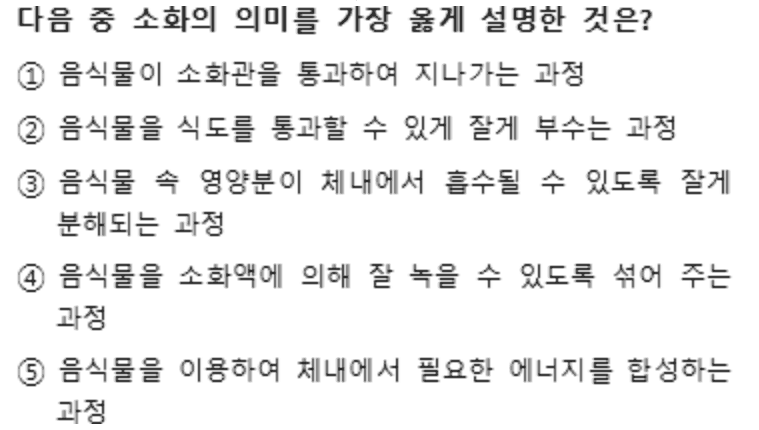 다음 중 소화의 의미를 가장 옳게 설명한 것은?
① 음식물이 소화관을 통과하여 지나가는 과정
② 음식물을 식도를 통과할 수 있게 잘게 부수는 과정
③ 음식물 속 영양분이 체내에서 흡수될 수 있도록 잘게
분해되는 과정
④ 음식물을 소화액에 의해 잘 녹을 수 있도록 섞어 주는
과정
⑤ 음식물을 이용하여 체내에서 필요한 에너지를 합성하는
과정